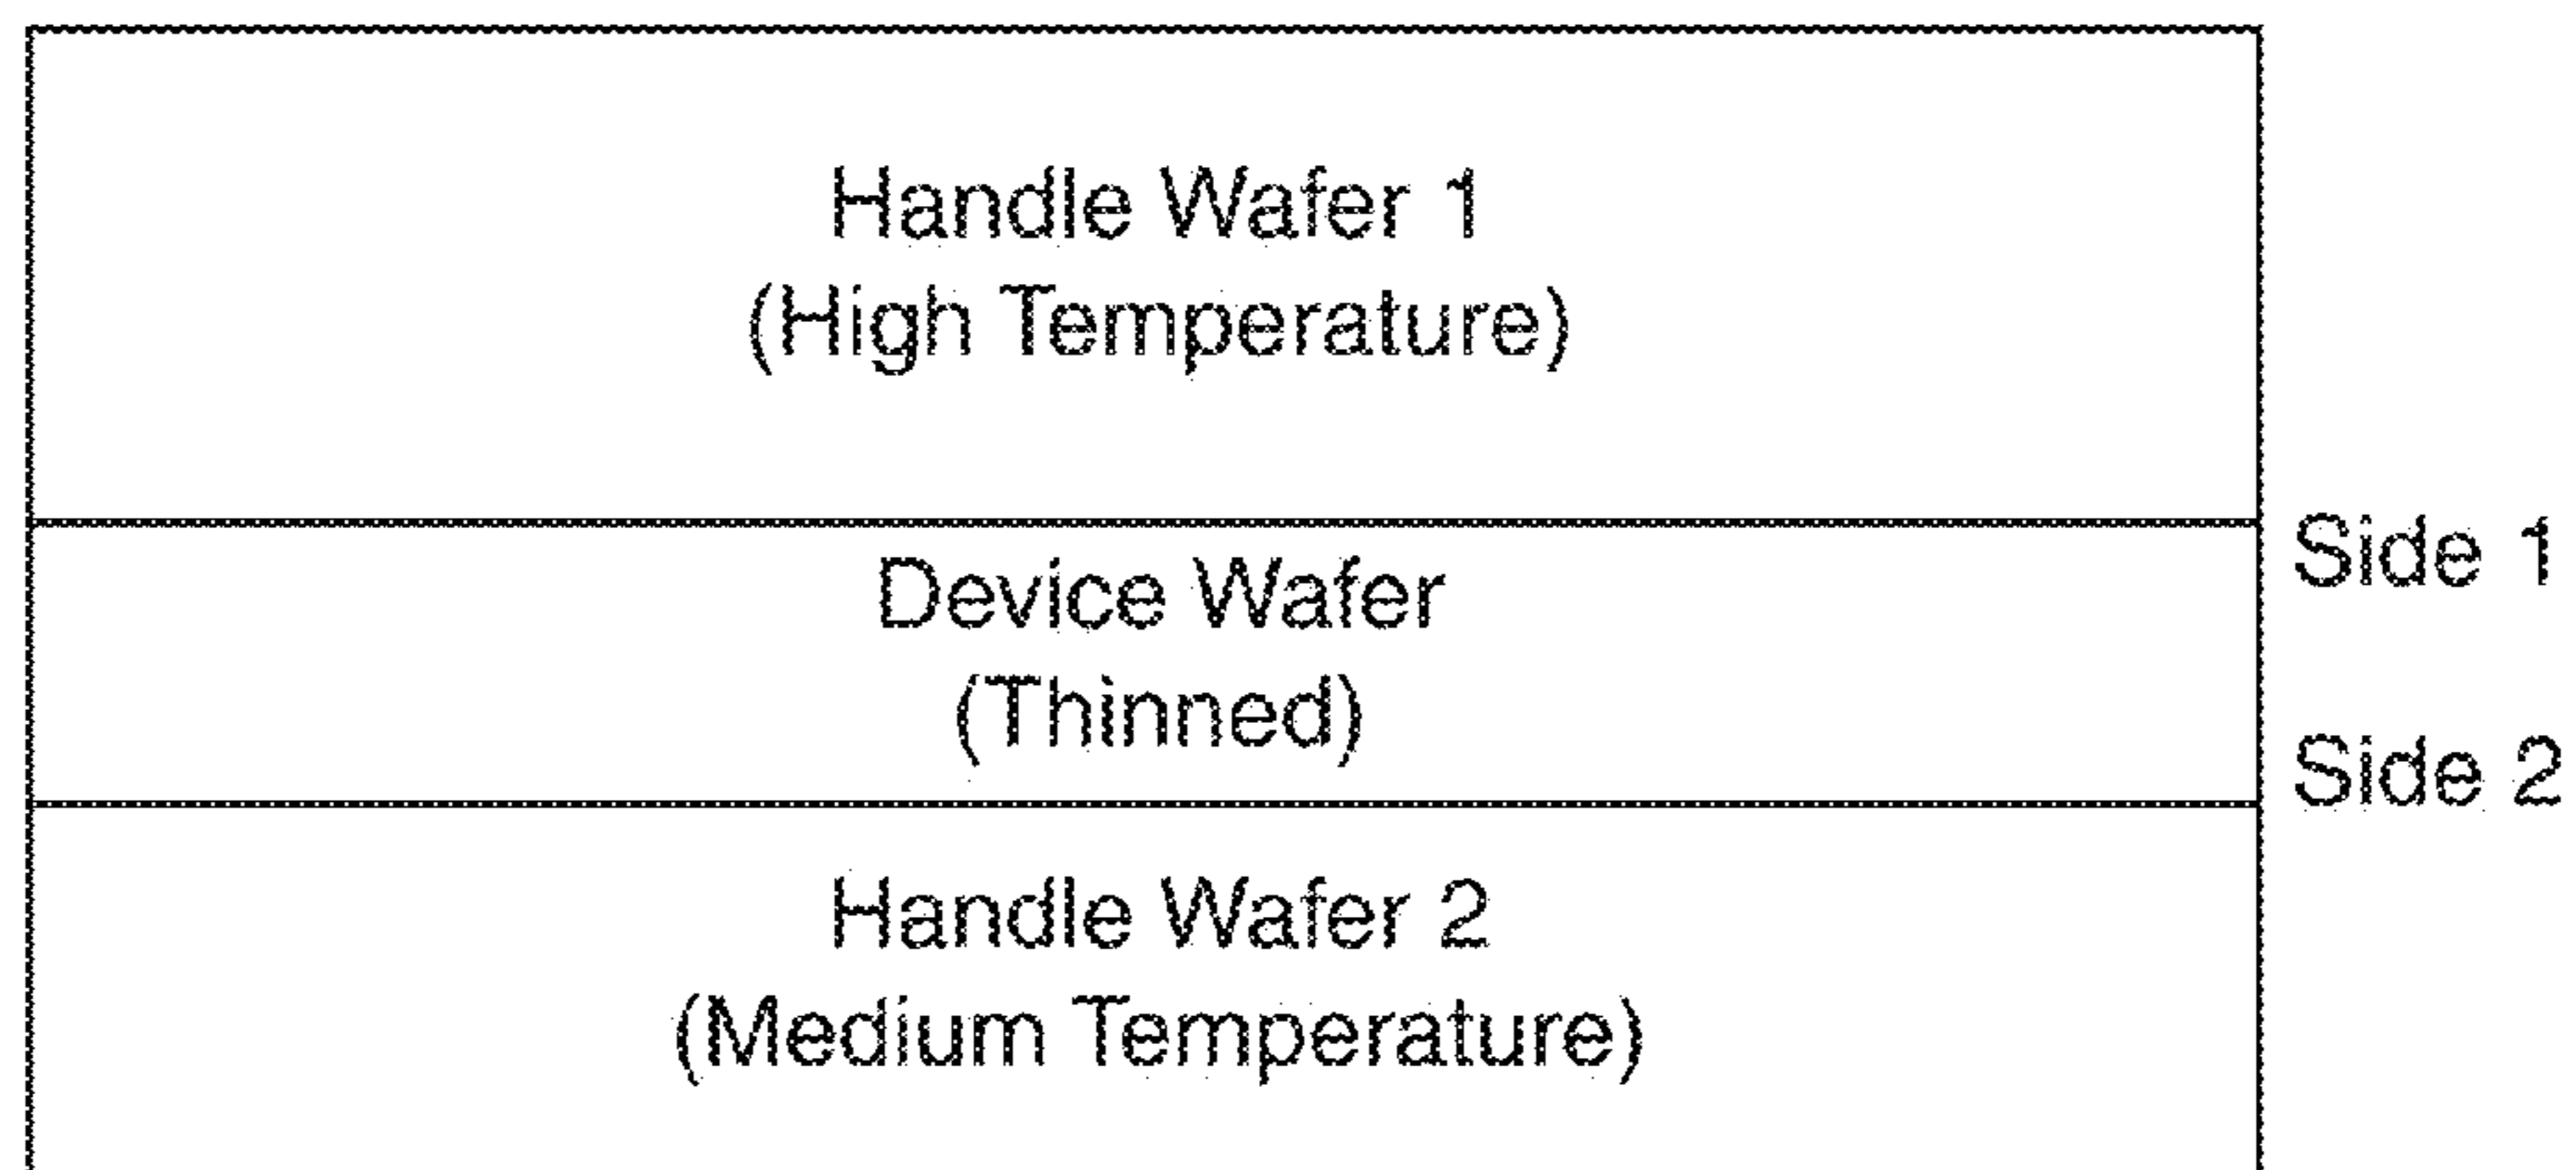 Handle Wafer 1
(High Temperature)
Side 1
Device Wafer
(Thinned)
Side 2
Handle Wafer 2
(Medium Temperature)